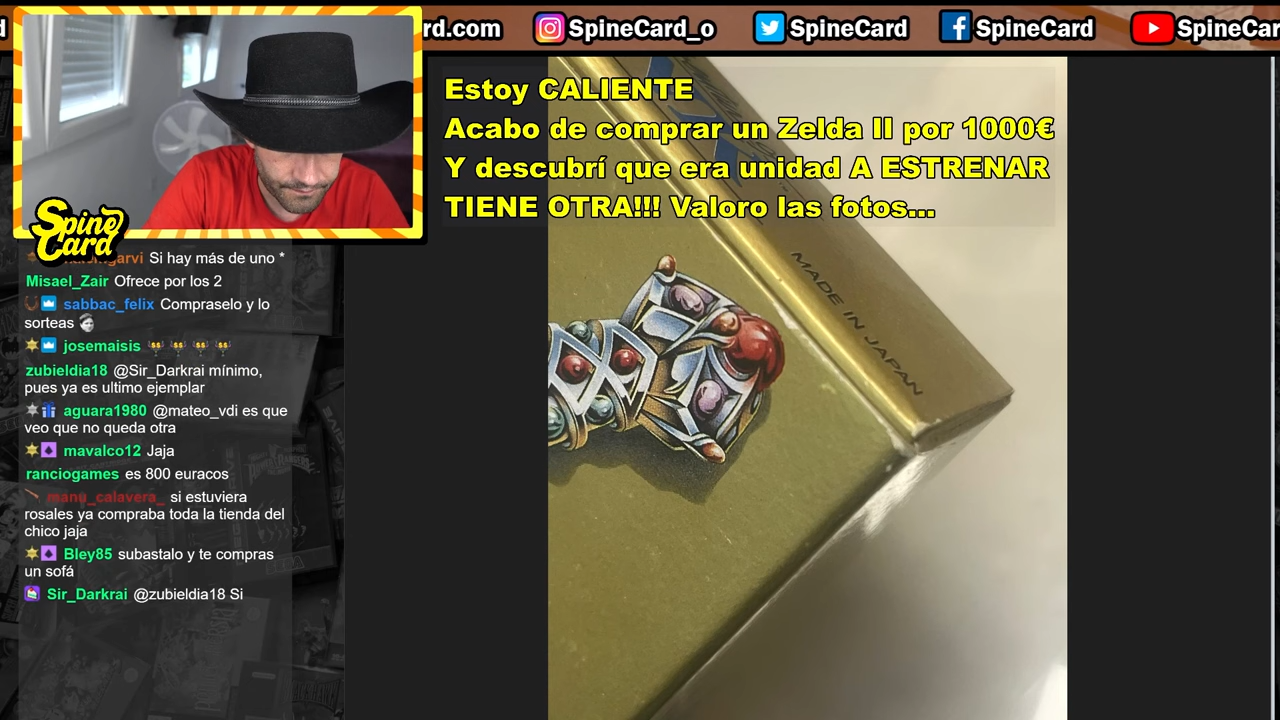 rd.com SpineCard_o SpineCard SpineCard SpineCar
Estoy CALIENTE
Acabo de comprar un Zelda II por 1000€
Y descubrí que era unidad A ESTRENAR
TIENE OTRA!!! Valoro las fotos...
MADE IN JAPAN
Spine
Card
Si hay más de uno *
Misael_Zair Ofrece por los 2
sabbac_felix Compraselo y lo
sorteas
josemaisis
zubieldia18 @Sir_Darkrai mínimo,
pues ya es ultimo ejemplar
aguara1980 @mateo_vdi es que
veo que no queda otra
mavalco12 Jaja
ranciogames es 800 euracos
manu_calavera_ si estuviera
rosales ya compraba toda la tienda del
chico jaja
Bley85 subastalo y te compras
un sofá
Sir_Darkrai @zubieldia18 Si